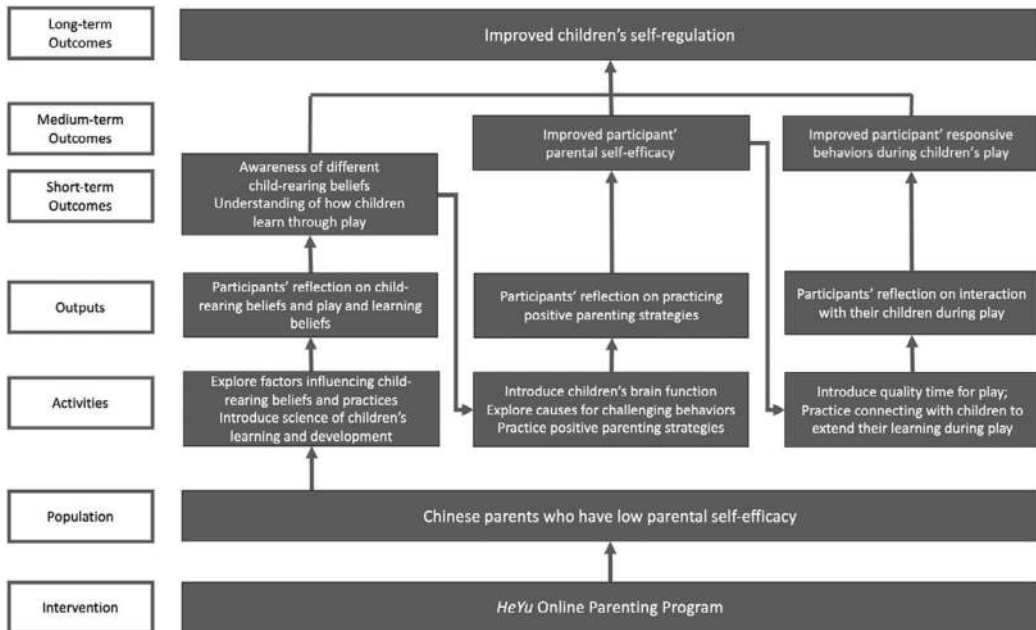 Long-term
Outcomes
Improved children's self-regulation
Medium-term
Outcomes
Improved participant'
parental self-efficacy
Improved participant' responsive
behaviors during children's play
Short-term
Outcomes
Awareness of different
child-rearing beliefs
Understanding of how children
learn through play
Outputs
Participants' reflection on child-
rearing beliefs and play and learning
beliefs
Participants' reflection on practicing
positive parenting strategies
Participants' reflection on interaction
with their children during play
Activities
Explore factors influencing child-
rearing beliefs and practices
Introduce science of children's
learning and development
Introduce children's brain function
Explore causes for challenging behaviors
Practice positive parenting strategies
Introduce quality time for play;
Practice connecting with children to
extend their learning during play
Population
Chinese parents who have low parental self-efficacy
Intervention
HeYu Online Parenting Program